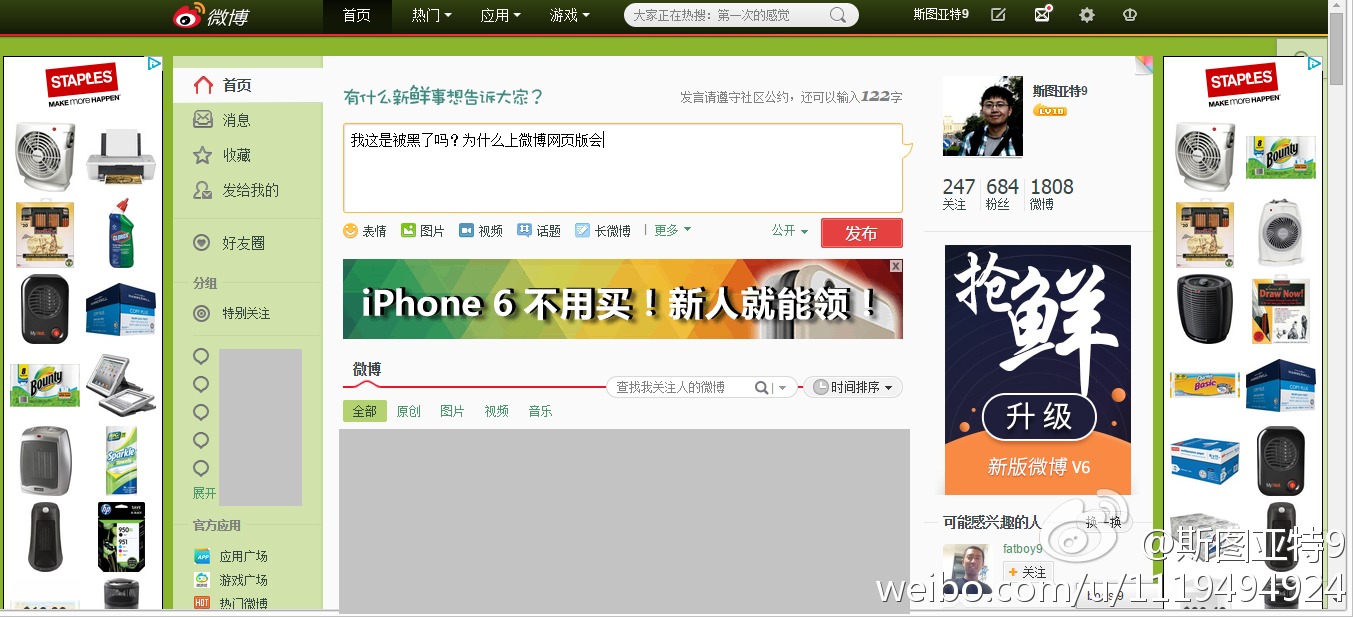 微博
首页
热门
应用
游戏
大家正在热搜：第一次的感觉
斯图亚特9
STAPLES
MAKE more HAPPEN
首页
消息
收藏
发给我的
好友圈
分组
特别关注
展开
官方应用
APP 应用广场
游戏广场
HOT 热门微博
有什么新鲜事想告诉大家？
发言请遵守社区公约，还可以输入122字
我这是被黑了吗？为什么上微博网页版会
表情
图片
视频
话题
长微博
更多
公开
发布
iPhone 6 不用买！新人就能领！
微博
查找我关注人的微博
时间排序
全部
原创
图片
视频
音乐
斯图亚特9
LV10
247 684 1808
关注 粉丝 微博
抢鲜
升级
新版微博 V6
可能感兴趣的人
换一换
fatboy9
+ 关注
STAPLES
MAKE more HAPPEN
Bounty
Sparkle
hp
950
951
Bounty
Draw Now!
Basic
@斯图亚特9
weibo.com/u/1119494924